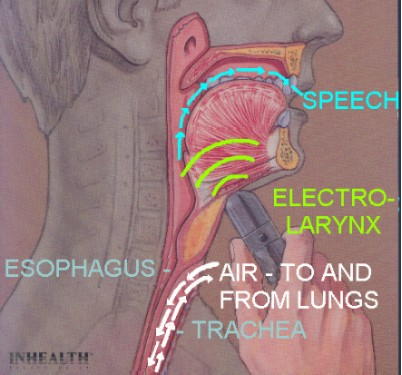 SPEECH
ELECTRO-
LARYNX
ESOPHAGUS -
AIR - TO AND
FROM LUNGS
- TRACHEA
INHEALTH